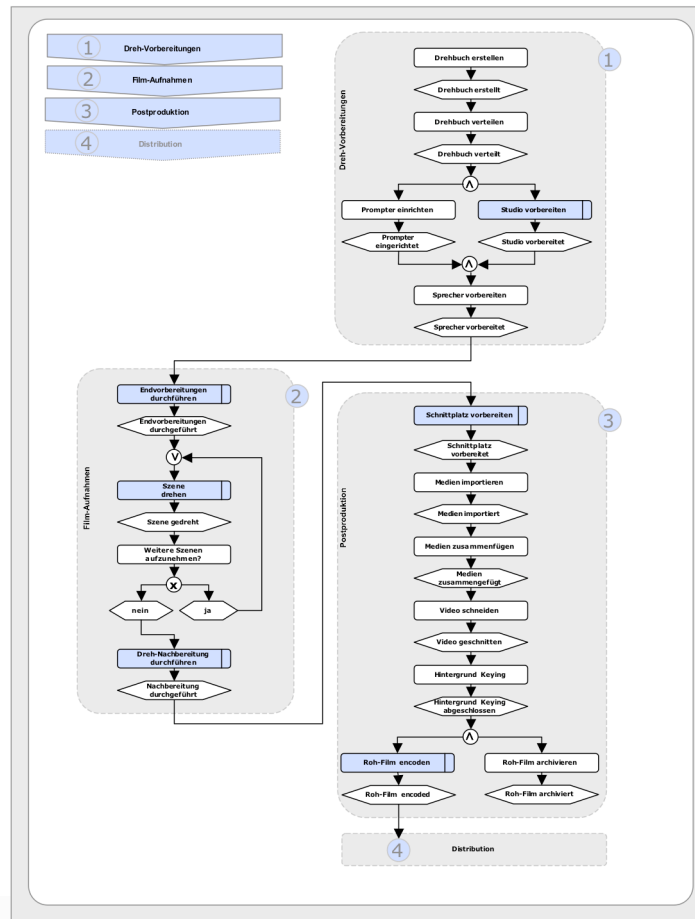 1
Dreh-Vorbereitungen
2
Film-Aufnahmen
3
Postproduktion
4
Distribution
1
Dreh-Vorbereitungen
Drehbuch erstellen
Drehbuch erstellt
Drehbuch verteilen
Drehbuch verteilt
Λ
Prompter einrichten
Studio vorbereiten
Prompter
eingerichtet
Studio vorbereitet
Λ
Sprecher vorbereiten
Sprecher vorbereitet
2
Film-Aufnahmen
Endvorbereitungen
durchführen
Endvorbereitungen
durchgeführt
V
Szene
drehen
Szene gedreht
Weitere Szenen
aufzunehmen?
x
nein
ja
Dreh-Nachbereitung
durchführen
Nachbereitung
durchgeführt
3
Postproduktion
Schnittplatz vorbereiten
Schnittplatz
vorbereitet
Medien importieren
Medien importiert
Medien zusammenfügen
Medien
zusammengefügt
Video schneiden
Video geschnitten
Hintergrund Keying
Hintergrund Keying
abgeschlossen
Λ
Roh-Film encoden
Roh-Film archivieren
Roh-Film encoded
Roh-Film archiviert
4
Distribution